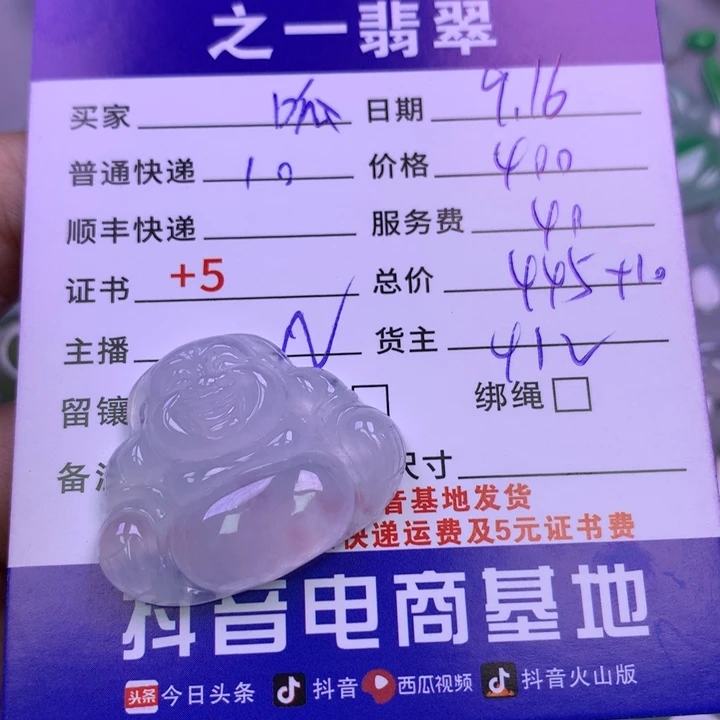 之一翡翠
买家 日期 9.16
普通快递 10 价格 400
顺丰快递 服务费 40
证书 +5 总价 445+10
主播 货主 412
留镶 绑绳
备注 尺寸
音基地发货
快递运费及5元证书费
抖音电商基地
头条 今日头条 抖音 西瓜视频 抖音火山版